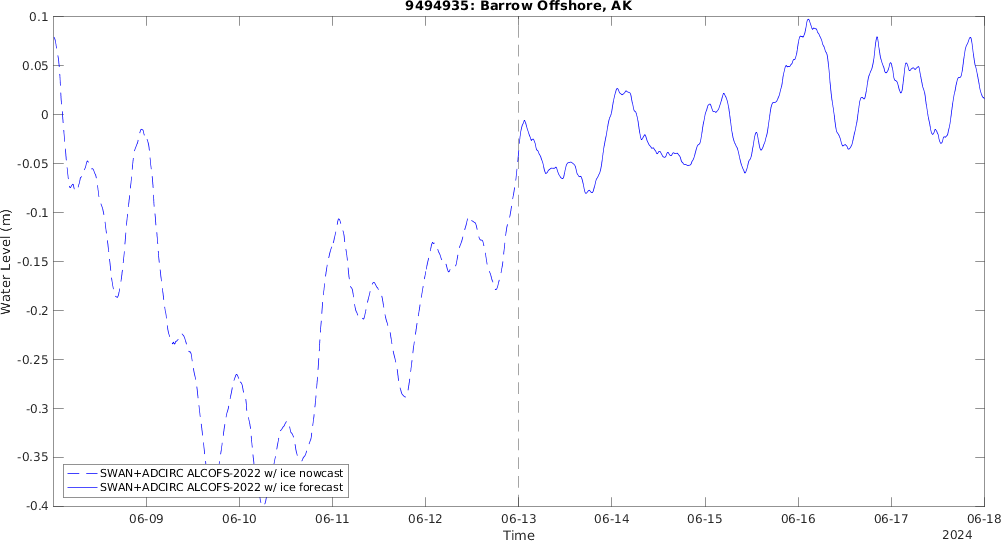 9494935: Barrow Offshore, AK
0.1
0.05
0
-0.05
-0.1
-0.15
-0.2
-0.25
-0.3
-0.35
-0.4
Water Level (m)
SWAN+ADCIRC ALCOFS-2022 w/ ice nowcast
SWAN+ADCIRC ALCOFS-2022 w/ ice forecast
06-09 06-10 06-11 06-12 06-13 06-14 06-15 06-16 06-17 06-18
Time
2024